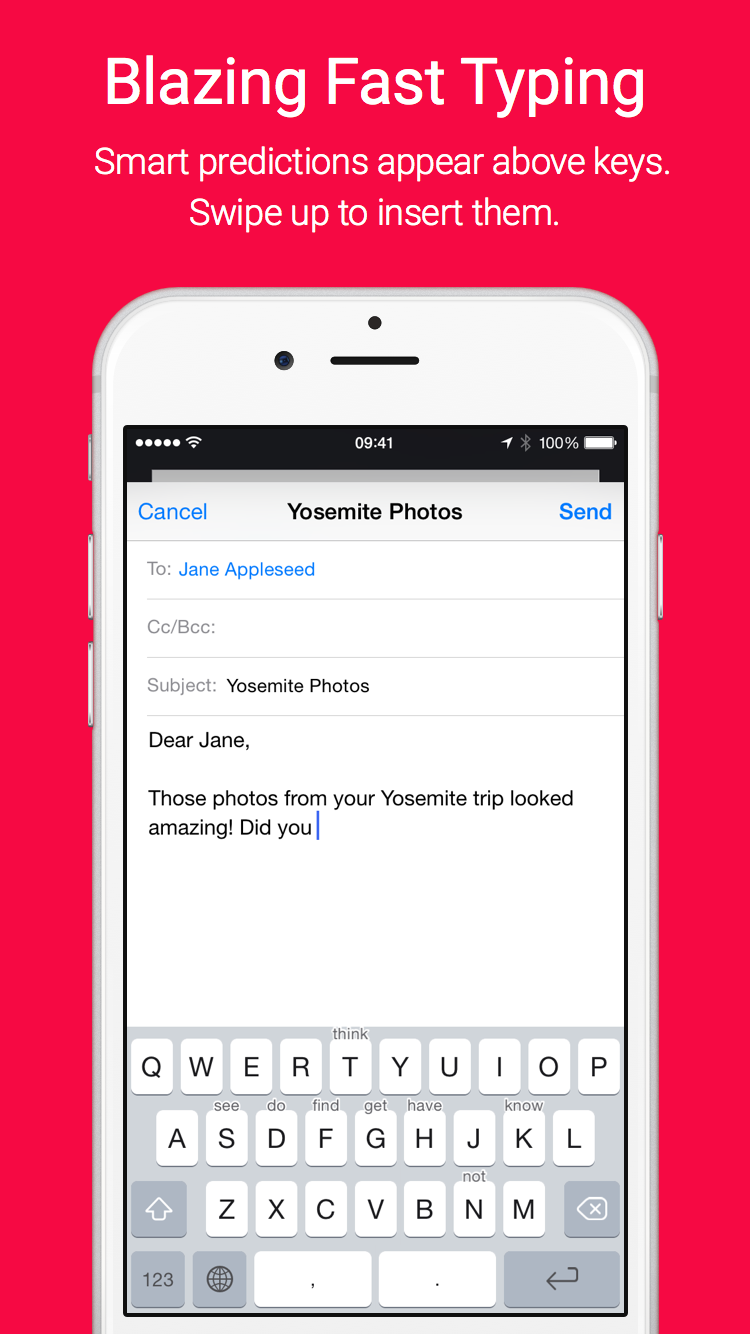 Blazing Fast Typing
Smart predictions appear above keys.
Swipe up to insert them.
09:41 100%
Cancel Yosemite Photos Send
To: Jane Appleseed
Cc/Bcc:
Subject: Yosemite Photos
Dear Jane,
Those photos from your Yosemite trip looked
amazing! Did you
think
Q W E R T Y U I O P
see do find get have know
A S D F G H J K L
not
Z X C V B N M
123 , .